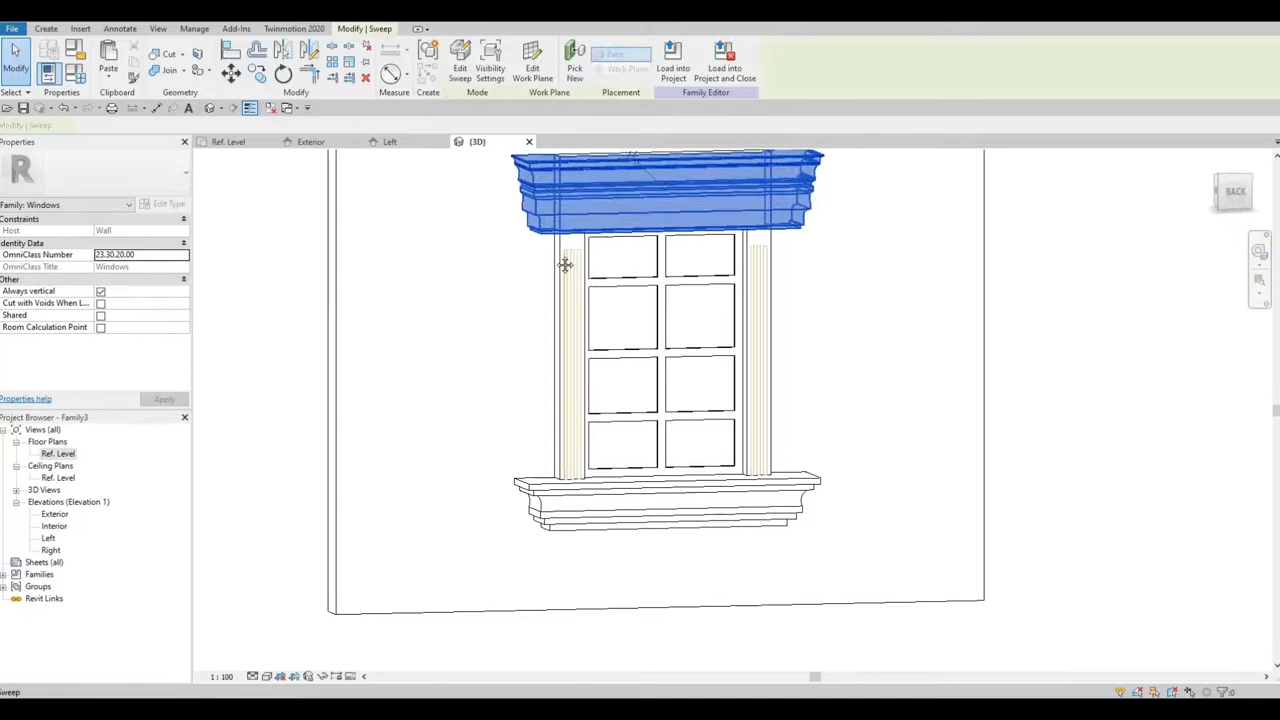 File Create Insert Annotate View Manage Add-Ins Twinmotion 2020 Modify | Sweep
Modify
Paste
Cut
Join
Edit Sweep
Visibility Settings
Edit Work Plane
Pick New
Work Plane
Load into Project
Load into Project and Close
Select Properties Clipboard Geometry Modify Measure Create Mode Work Plane Placement Family Editor
Modify | Sweep
Properties
Ref. Level
Exterior
Left
{3D}
BACK
Family: Windows
Edit Type
Constraints
Host Wall
Identity Data
OmniClass Number 23.30.20.00
OmniClass Title Windows
Other
Always vertical
Cut with Voids When L...
Shared
Room Calculation Point
Properties help
Apply
Project Browser - Family3
Views (all)
Floor Plans
Ref. Level
Ceiling Plans
Ref. Level
3D Views
Elevations (Elevation 1)
Exterior
Interior
Left
Right
Sheets (all)
Families
Groups
Revit Links
1 : 100
Sweep
:0